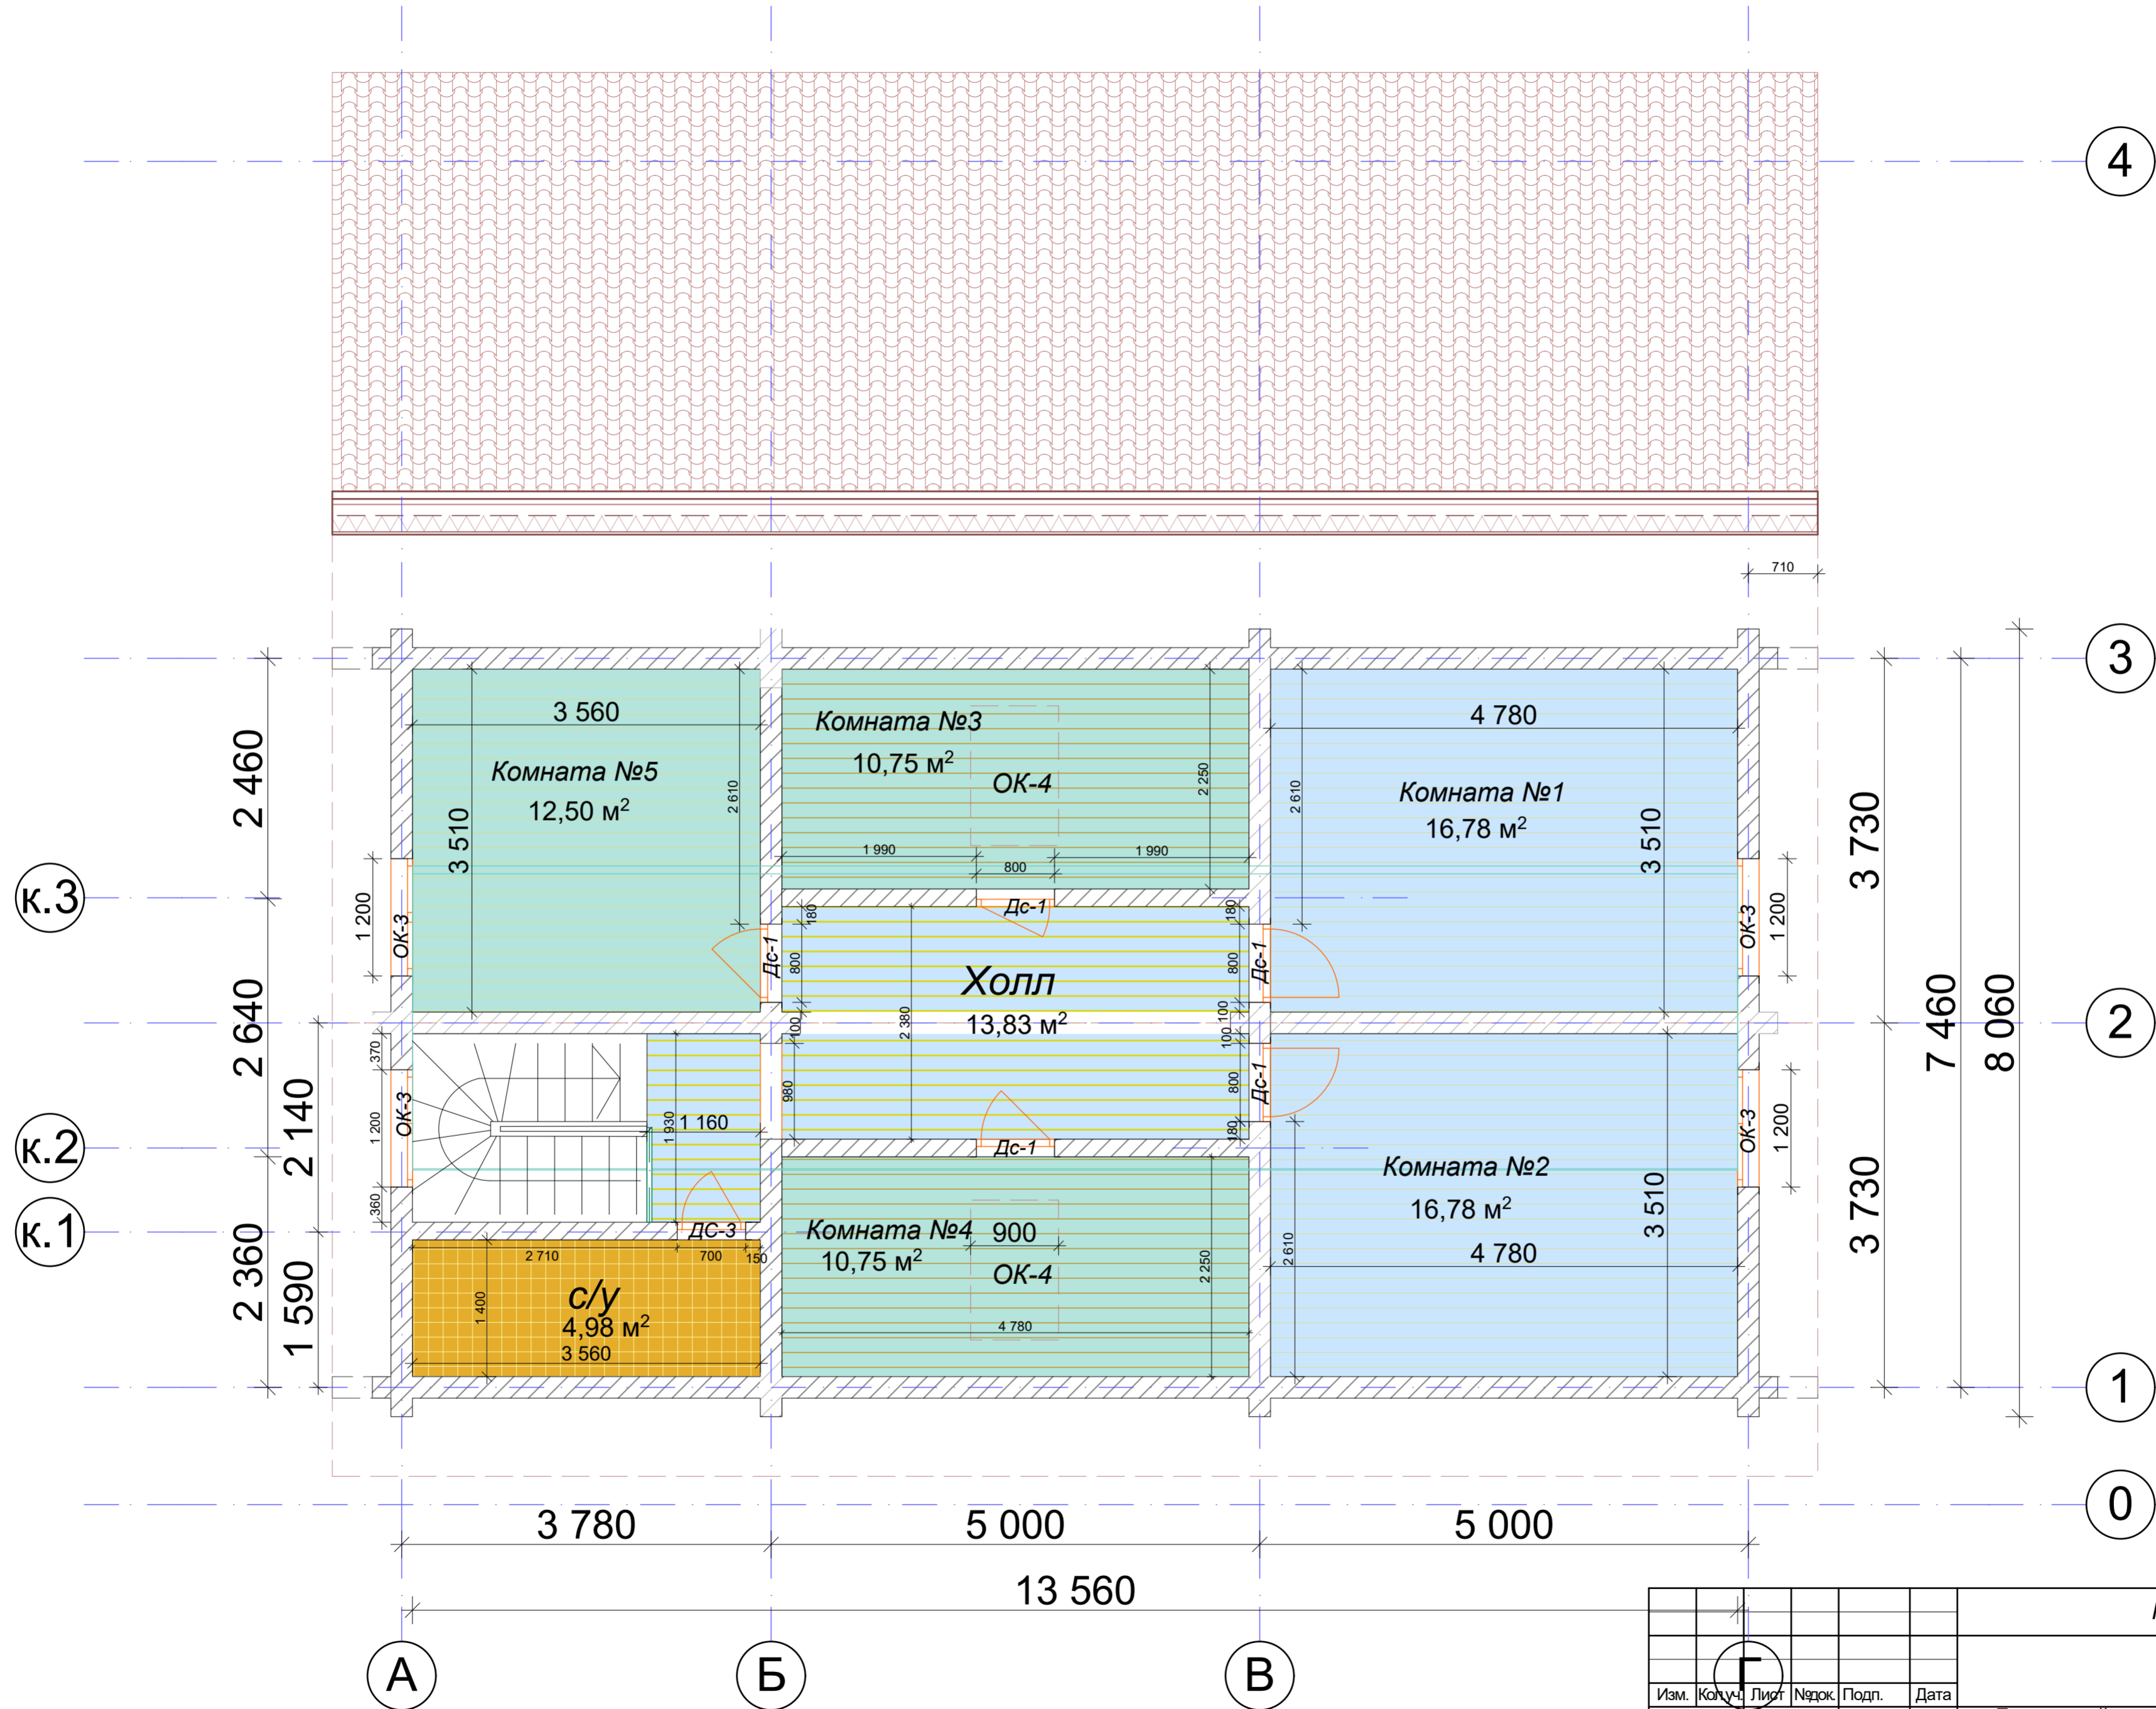 4
710
3
3 560
Комната №3
4 780
10,75 м²
Комната №5
ОК-4
Комната №1
12,50 м²
16,78 м²
2 460
3 510
2 610
2 250
2 610
3 510
3 730
1 990
800
1 990
к.3
1 200
ОК-3
Дс-1
180
Дс-1
800
180
Дс-1
800
ОК-3
1 200
Холл
13,83 м²
2 380
100
100
100
2
2 640
7 460
8 060
370
1 200
ОК-3
360
2 140
1 930
1 160
980
800
Дс-1
180
ОК-3
1 200
к.2
Дс-1
Комната №2
16,78 м²
4 780
3 510
2 610
3 730
к.1
ДС-3
Комната №4
900
10,75 м²
ОК-4
2 250
4 780
2 360
1 590
2 710
700
150
с/у
4,98 м²
1 400
3 560
1
0
3 780
5 000
5 000
13 560
А
Б
В
Г
Изм.
Кол.уч.
Лист
№док.
Подп.
Дата